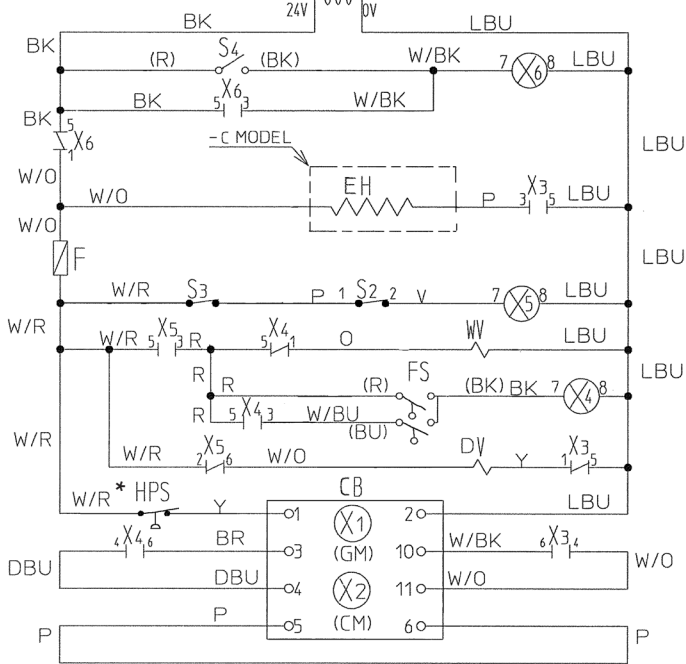 24V 0V
BK LBU
BK (R) S4 (BK) W/BK 7 X6 8 LBU
BK BK 5 X6 3 W/BK
5 X6 1
-C MODEL LBU
W/O
W/O EH P 3 X3 5 LBU
W/O
F LBU
W/R S3 P 1 S2 2 V 7 X5 8 LBU
W/R W/R 5 X5 3 R 5 X4 1 O WV LBU
R R (R) FS (BK) BK 7 X4 8 LBU
R 5 X4 3 W/BU (BU)
W/R W/R 2 X5 6 W/O DV Y 1 X3 5
W/R * HPS Y CB LBU
1 X1 2
4 X4 6 BR 3 (GM) 10 W/BK 6 X3 4
DBU DBU 4 X2 11 W/O W/O
P P 5 (CM) 6 P